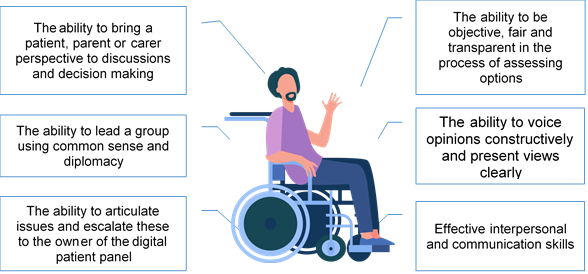 The ability to bring a
patient, parent or carer
perspective to discussions
and decision making
The ability to be
objective, fair and
transparent in the
process of assessing
options
The ability to lead a group
using common sense and
diplomacy
The ability to voice
opinions constructively
and present views
clearly
The ability to articulate
issues and escalate these
to the owner of the digital
patient panel
Effective interpersonal
and communication skills